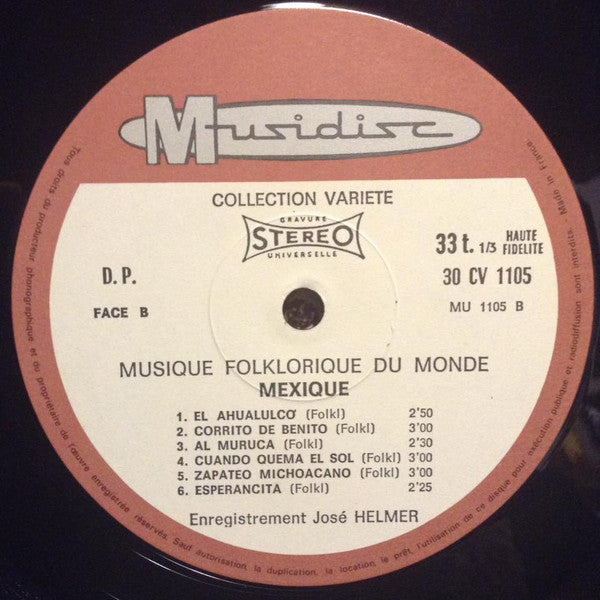 Musidisc
COLLECTION VARIETE
GRAVURE
STEREO
UNIVERSELLE
33 t. 1/3 HAUTE FIDELITE
D.P.
30 CV 1105
FACE B
MU 1105 B
MUSIQUE FOLKLORIQUE DU MONDE
MEXIQUE
1. EL AHUALULCO (Folkl) 2'50
2. CORRITO DE BENITO (Folkl) 3'00
3. AL MURUCA (Folkl) 2'30
4. CUANDO QUEMA EL SOL (Folkl) 3'00
5. ZAPATEO MICHOACANO (Folkl) 3'00
6. ESPERANCITA (Folkl) 2'25
Enregistrement José HELMER
Tous droits du producteur phonographique et du propriétaire de l'œuvre enregistrée réservés. Sauf autorisation, la duplication, la location, le prêt, l'utilisation de ce disque pour exécution publique et radiodiffusion sont interdits. Made in France.